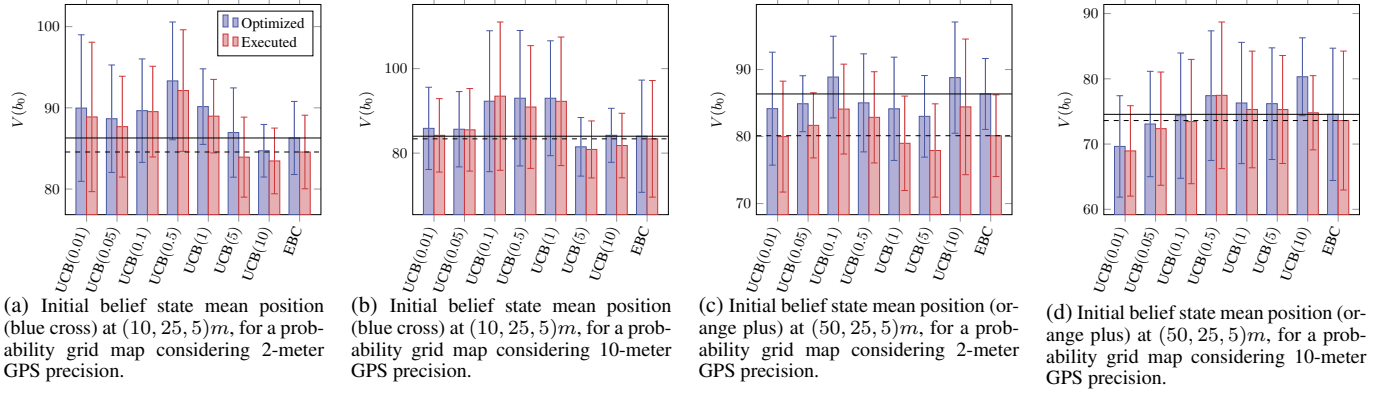 100
90
80
V(b₀)
Optimized
Executed
UCB(0.01)
UCB(0.05)
UCB(0.1)
UCB(0.5)
UCB(1)
UCB(5)
UCB(10)
EBC
(a) Initial belief state mean position
(blue cross) at (10, 25, 5)m, for a prob-
ability grid map considering 2-meter
GPS precision.
100
80
V(b₀)
UCB(0.01)
UCB(0.05)
UCB(0.1)
UCB(0.5)
UCB(1)
UCB(5)
UCB(10)
EBC
(b) Initial belief state mean position
(blue cross) at (10, 25, 5)m, for a prob-
ability grid map considering 10-meter
GPS precision.
90
80
70
V(b₀)
UCB(0.01)
UCB(0.05)
UCB(0.1)
UCB(0.5)
UCB(1)
UCB(5)
UCB(10)
EBC
(c) Initial belief state mean position (or-
ange plus) at (50, 25, 5)m, for a prob-
ability grid map considering 2-meter
GPS precision.
90
80
70
60
V(b₀)
UCB(0.01)
UCB(0.05)
UCB(0.1)
UCB(0.5)
UCB(1)
UCB(5)
UCB(10)
EBC
(d) Initial belief state mean position (or-
ange plus) at (50, 25, 5)m, for a prob-
ability grid map considering 10-meter
GPS precision.